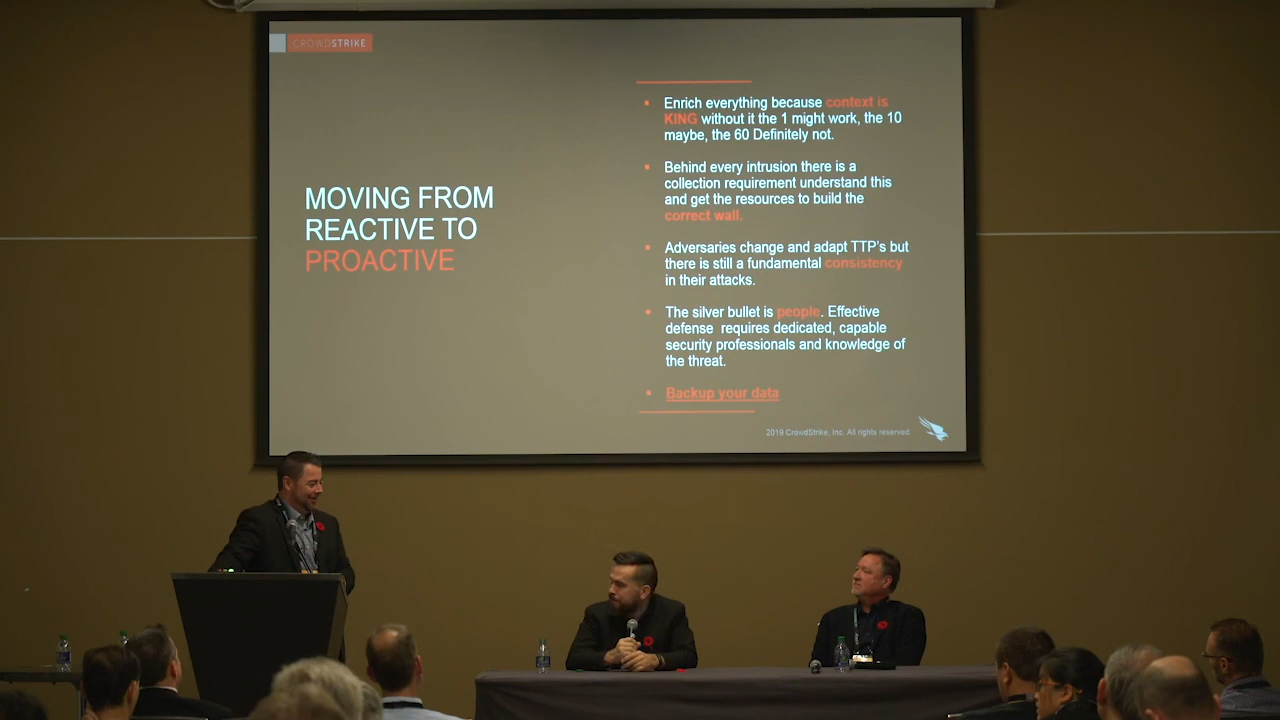 CROWDSTRIKE
MOVING FROM
REACTIVE TO
PROACTIVE
Enrich everything because context is
KING without it the 1 might work, the 10
maybe, the 60 Definitely not.
Behind every intrusion there is a
collection requirement understand this
and get the resources to build the
correct wall.
Adversaries change and adapt TTP's but
there is still a fundamental consistency
in their attacks.
The silver bullet is people. Effective
defense requires dedicated, capable
security professionals and knowledge of
the threat.
Backup your data
2019 CrowdStrike, Inc. All rights reserved.